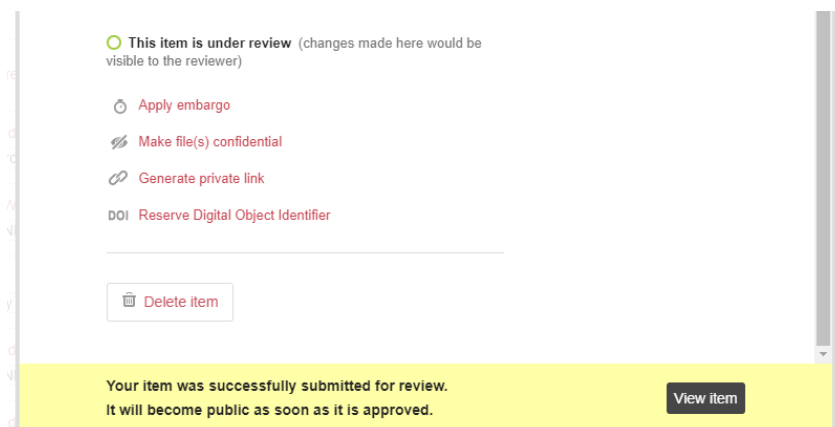 This item is under review (changes made here would be
visible to the reviewer)
Apply embargo
Make file(s) confidential
Generate private link
DOI Reserve Digital Object Identifier
Delete item
Your item was successfully submitted for review.
It will become public as soon as it is approved.
View item